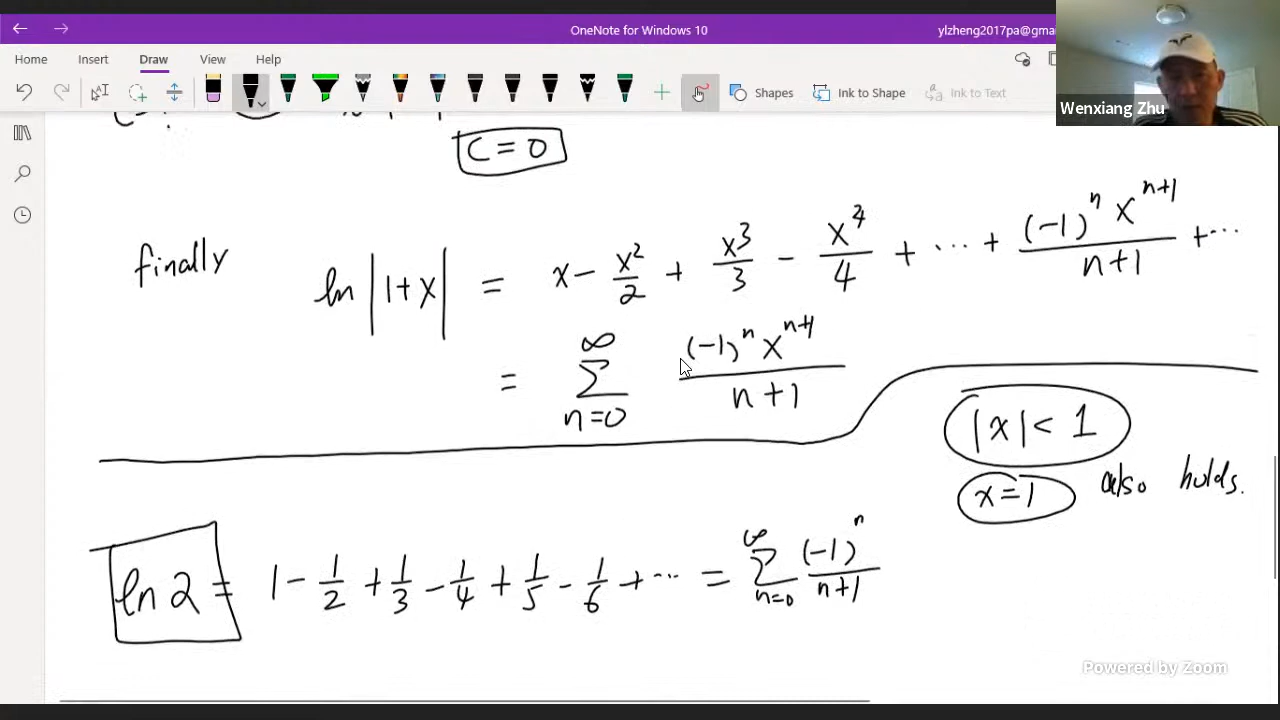 OneNote for Windows 10
ylzheng2017pa@gma
Home Insert Draw View Help
Shapes Ink to Shape Ink to Text
Wenxiang Zhu
C = 0
finally ln |1+x| = x - x²/2 + x³/3 - x⁴/4 + ... + (-1)ⁿ xⁿ⁺¹/n+1 + ...
= ∑ n=0 ∞ (-1)ⁿ xⁿ⁺¹/n+1
|x| < 1
x=1 also holds.
ln 2 = 1 - 1/2 + 1/3 - 1/4 + 1/5 - 1/6 + ... = ∑ n=0 ∞ (-1)ⁿ/n+1
Powered by Zoom